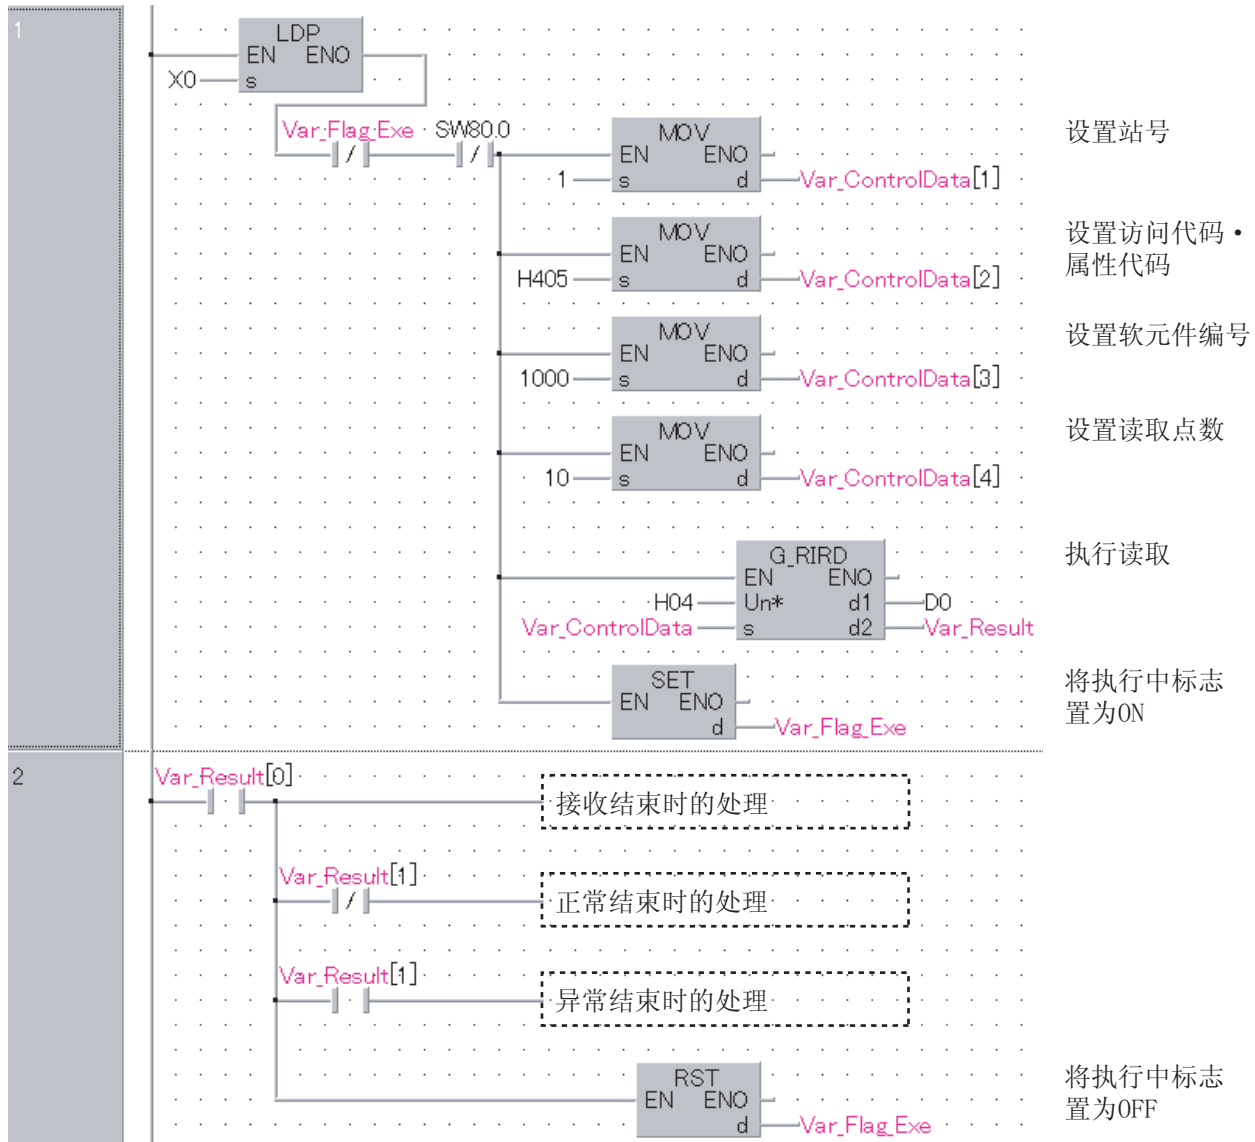 1
LDP
EN ENO
X0 s
Var_Flag_Exe SW80.0
MOV
EN ENO
1 s d Var_ControlData[1]
设置站号
MOV
EN ENO
H405 s d Var_ControlData[2]
设置访问代码·
属性代码
MOV
EN ENO
1000 s d Var_ControlData[3]
设置软元件编号
MOV
EN ENO
10 s d Var_ControlData[4]
设置读取点数
G_RIRD
EN ENO
H04 Un* d1 D0
Var_ControlData s d2 Var_Result
执行读取
SET
EN ENO
d Var_Flag_Exe
将执行中标志
置为ON
2
Var_Result[0]
接收结束时的处理
Var_Result[1]
正常结束时的处理
Var_Result[1]
异常结束时的处理
RST
EN ENO
d Var_Flag_Exe
将执行中标志
置为OFF